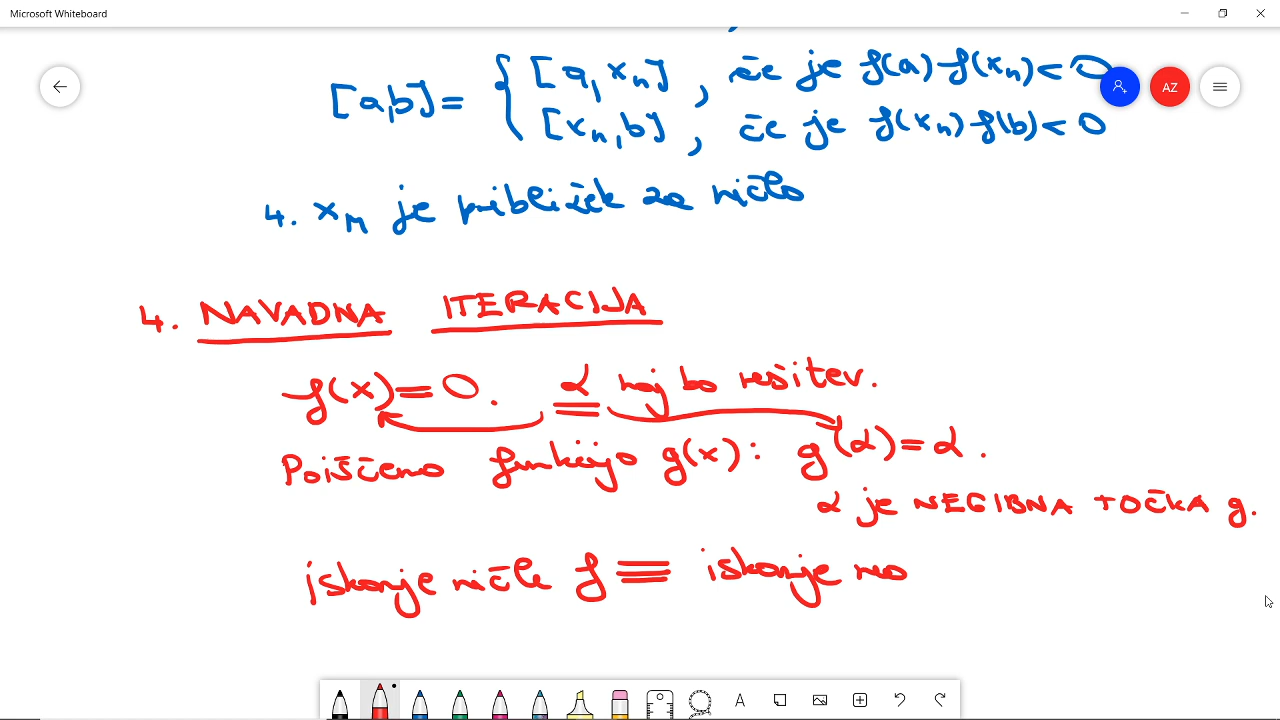 Microsoft Whiteboard
[a,b] = { [a, xₙ] , če je f(a) f(xₙ) < 0
[xₙ, b] , če je f(xₙ) f(b) < 0
4. x_M je približek za ničlo
AZ
4. NAVADNA ITERACIJA
f(x) = 0. α naj bo rešitev.
Poiščemo funkcijo g(x): g(α) = α.
α je NEGIBNA TOČKA g.
iskanje ničle f ≡ iskanje
A